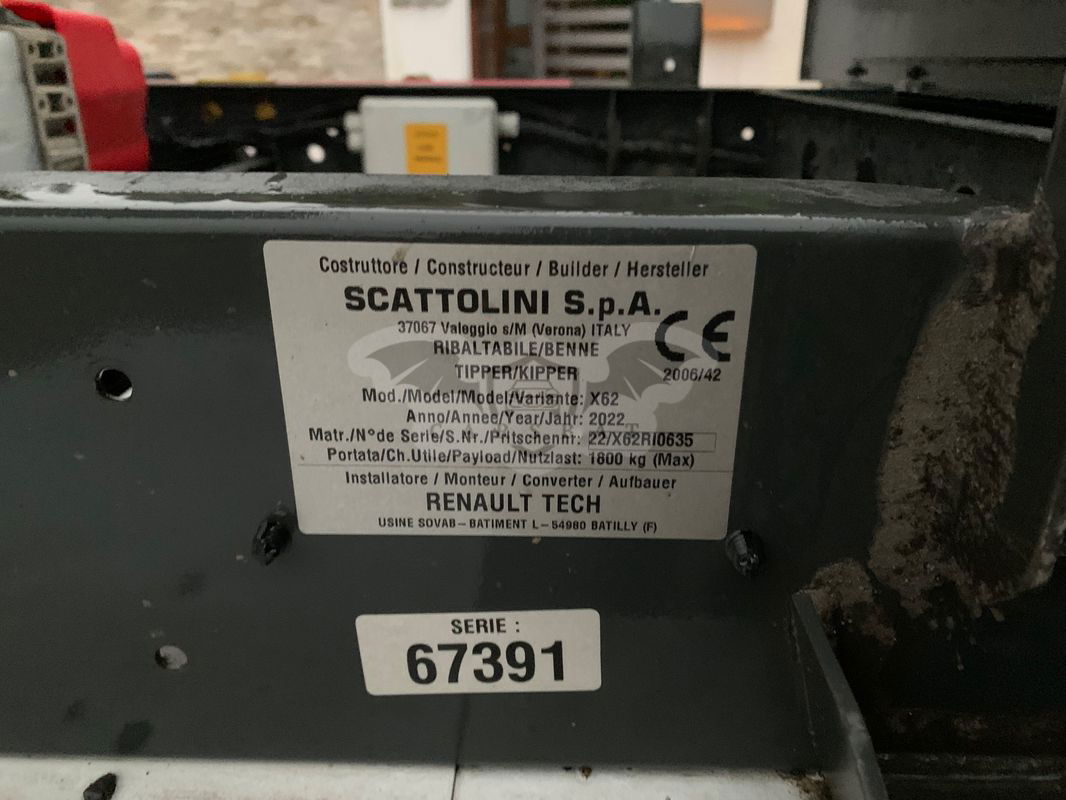 Costruttore / Constructeur / Builder / Hersteller
SCATTOLINI S.p.A.
37067 Valeggio s/M (Verona) ITALY
RIBALTABILE/BENNE
TIPPER/KIPPER
CE
2006/42
Mod./Model/Model/Variante: X62
Anno/Annee/Year/Jahr: 2022
Matr./N°de Serie/S.Nr./Pritschennr: 22/X62RI0635
Portata/Ch.Utile/Payload/Nutzlast: 1800 kg (Max)
Installatore / Monteur / Converter / Aufbauer
RENAULT TECH
USINE SOVAB-BATIMENT L-54980 BATILLY (F)
SERIE :
67391